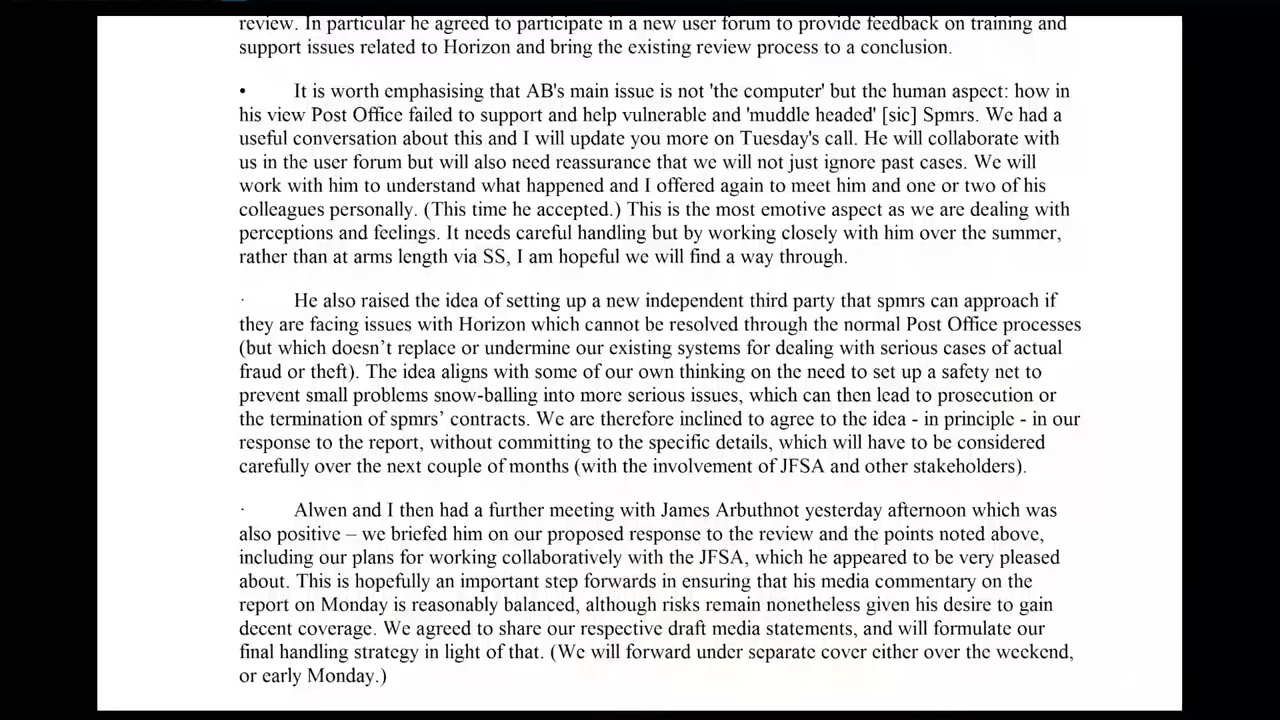 review. In particular he agreed to participate in a new user forum to provide feedback on training and
support issues related to Horizon and bring the existing review process to a conclusion.
• It is worth emphasising that AB's main issue is not 'the computer' but the human aspect: how in
his view Post Office failed to support and help vulnerable and 'muddle headed' [sic] Spmrs. We had a
useful conversation about this and I will update you more on Tuesday's call. He will collaborate with
us in the user forum but will also need reassurance that we will not just ignore past cases. We will
work with him to understand what happened and I offered again to meet him and one or two of his
colleagues personally. (This time he accepted.) This is the most emotive aspect as we are dealing with
perceptions and feelings. It needs careful handling but by working closely with him over the summer,
rather than at arms length via SS, I am hopeful we will find a way through.
· He also raised the idea of setting up a new independent third party that spmrs can approach if
they are facing issues with Horizon which cannot be resolved through the normal Post Office processes
(but which doesn’t replace or undermine our existing systems for dealing with serious cases of actual
fraud or theft). The idea aligns with some of our own thinking on the need to set up a safety net to
prevent small problems snow-balling into more serious issues, which can then lead to prosecution or
the termination of spmrs’ contracts. We are therefore inclined to agree to the idea - in principle - in our
response to the report, without committing to the specific details, which will have to be considered
carefully over the next couple of months (with the involvement of JFSA and other stakeholders).
· Alwen and I then had a further meeting with James Arbuthnot yesterday afternoon which was
also positive – we briefed him on our proposed response to the review and the points noted above,
including our plans for working collaboratively with the JFSA, which he appeared to be very pleased
about. This is hopefully an important step forwards in ensuring that his media commentary on the
report on Monday is reasonably balanced, although risks remain nonetheless given his desire to gain
decent coverage. We agreed to share our respective draft media statements, and will formulate our
final handling strategy in light of that. (We will forward under separate cover either over the weekend,
or early Monday.)